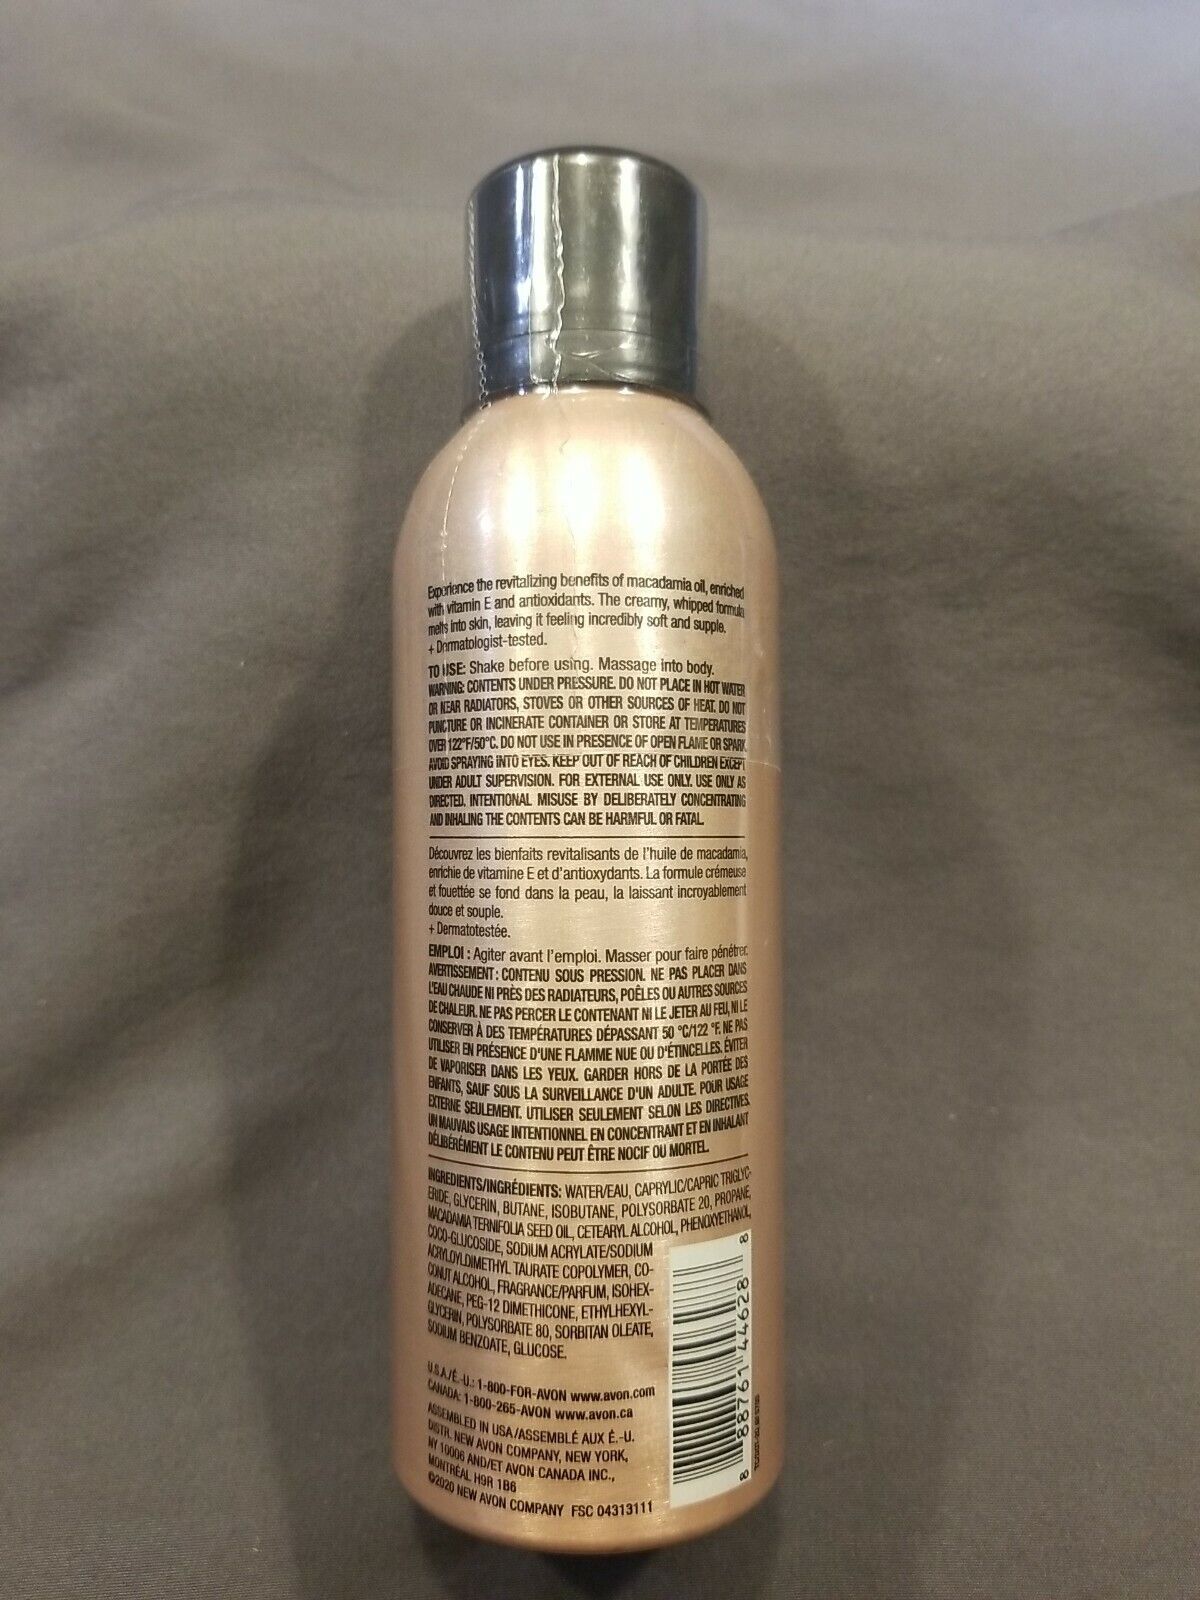 Experience the revitalizing benefits of macadamia oil, enriched
with vitamin E and antioxidants. The creamy, whipped formula
melts into skin, leaving it feeling incredibly soft and supple.
+ Dermatologist-tested.
TO USE: Shake before using. Massage into body.
WARNING: CONTENTS UNDER PRESSURE. DO NOT PLACE IN HOT WATER
OR NEAR RADIATORS, STOVES OR OTHER SOURCES OF HEAT. DO NOT
PUNCTURE OR INCINERATE CONTAINER OR STORE AT TEMPERATURES
OVER 122°F/50°C. DO NOT USE IN PRESENCE OF OPEN FLAME OR SPARK.
AVOID SPRAYING INTO EYES. KEEP OUT OF REACH OF CHILDREN EXCEPT
UNDER ADULT SUPERVISION. FOR EXTERNAL USE ONLY. USE ONLY AS
DIRECTED. INTENTIONAL MISUSE BY DELIBERATELY CONCENTRATING
AND INHALING THE CONTENTS CAN BE HARMFUL OR FATAL.
Découvrez les bienfaits revitalisants de l'huile de macadamia,
enrichie de vitamine E et d'antioxydants. La formule crémeuse
et fouettée se fond dans la peau, la laissant incroyablement
douce et souple.
+ Dermatotestée.
EMPLOI : Agiter avant l'emploi. Masser pour faire pénétrer.
AVERTISSEMENT : CONTENU SOUS PRESSION. NE PAS PLACER DANS
L'EAU CHAUDE NI PRÈS DES RADIATEURS, POÊLES OU AUTRES SOURCES
DE CHALEUR. NE PAS PERCER LE CONTENANT NI LE JETER AU FEU, NI LE
CONSERVER À DES TEMPÉRATURES DÉPASSANT 50 °C/122 °F. NE PAS
UTILISER EN PRÉSENCE D'UNE FLAMME NUE OU D'ÉTINCELLES. ÉVITER
DE VAPORISER DANS LES YEUX. GARDER HORS DE LA PORTÉE DES
ENFANTS, SAUF SOUS LA SURVEILLANCE D'UN ADULTE. POUR USAGE
EXTERNE SEULEMENT. UTILISER SEULEMENT SELON LES DIRECTIVES.
UN MAUVAIS USAGE INTENTIONNEL EN CONCENTRANT ET EN INHALANT
DÉLIBÉRÉMENT LE CONTENU PEUT ÊTRE NOCIF OU MORTEL.
INGREDIENTS/INGRÉDIENTS: WATER/EAU, CAPRYLIC/CAPRIC TRIGLYC-
ERIDE, GLYCERIN, BUTANE, ISOBUTANE, POLYSORBATE 20, PROPANE,
MACADAMIA TERNIFOLIA SEED OIL, CETEARYL ALCOHOL, PHENOXYETHANOL,
COCO-GLUCOSIDE, SODIUM ACRYLATE/SODIUM
ACRYLOYLDIMETHYL TAURATE COPOLYMER, CO-
CONUT ALCOHOL, FRAGRANCE/PARFUM, ISOHEX-
ADECANE, PEG-12 DIMETHICONE, ETHYLHEXYL-
GLYCERIN, POLYSORBATE 80, SORBITAN OLEATE,
SODIUM BENZOATE, GLUCOSE.
U.S.A./É.-U.: 1-800-FOR-AVON www.avon.com
CANADA: 1-800-265-AVON www.avon.ca
ASSEMBLED IN USA/ASSEMBLÉ AUX É.-U.
DISTR. NEW AVON COMPANY, NEW YORK,
NY 10006 AND/ET AVON CANADA INC.,
MONTRÉAL H9R 1B6
©2020 NEW AVON COMPANY FSC 04313111
8 88761 44628 8